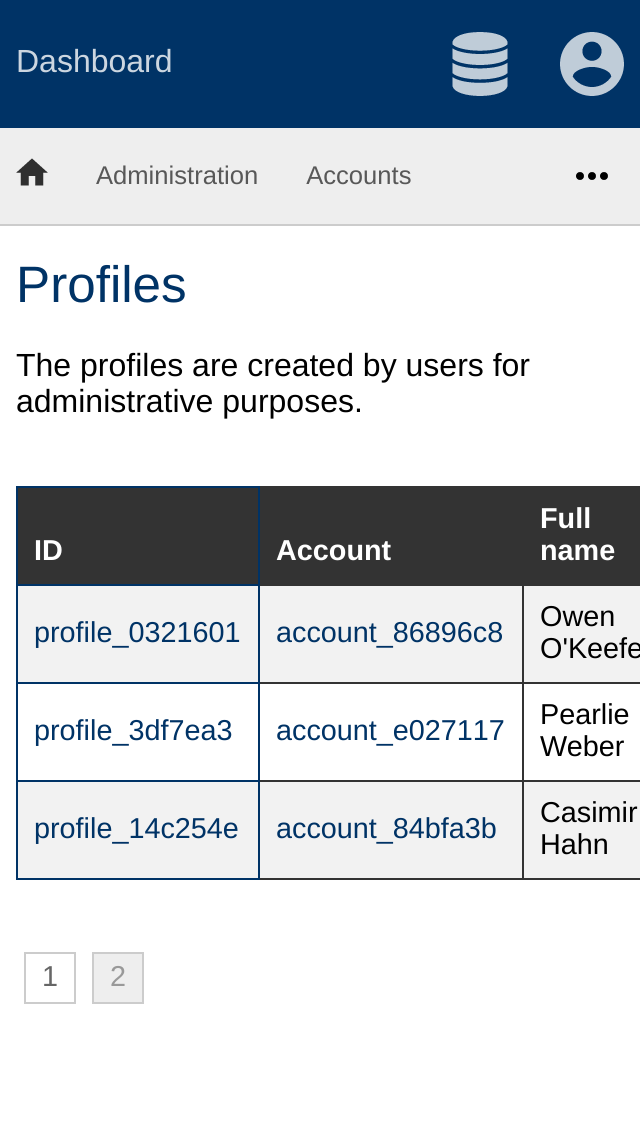 Dashboard
Administration Accounts
Profiles
The profiles are created by users for
administrative purposes.
ID Account Full name
profile_0321601 account_86896c8 Owen O'Keefe
profile_3df7ea3 account_e027117 Pearlie Weber
profile_14c254e account_84bfa3b Casimir Hahn
1 2